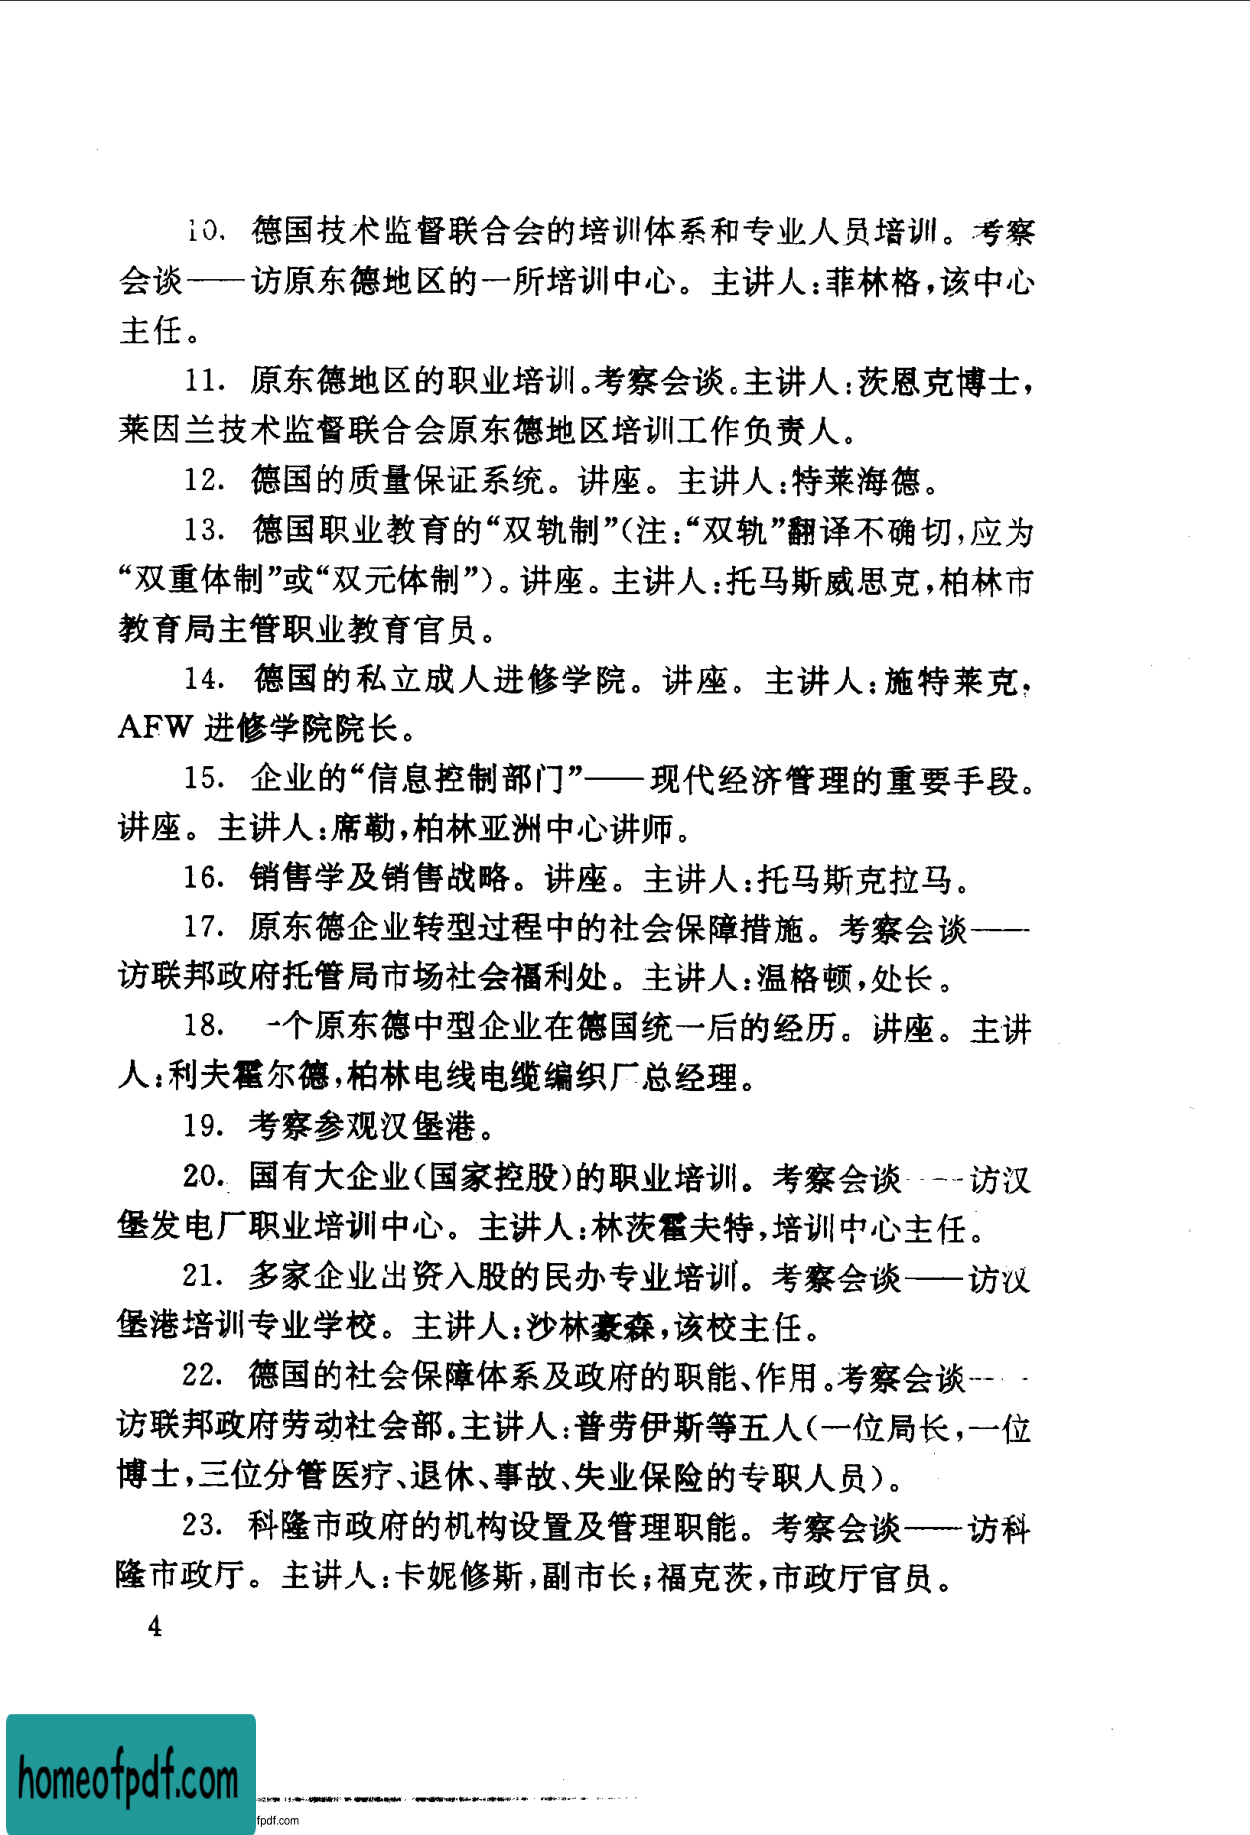 10. 德国技术监督联合会的培训体系和专业人员培训。考察
会谈——访原东德地区的一所培训中心。主讲人:菲林格,该中心
主任。
11. 原东德地区的职业培训。考察会谈。主讲人:茨恩克博士,
莱因兰技术监督联合会原东德地区培训工作负责人。
12. 德国的质量保证系统。讲座。主讲人:特莱海德。
13. 德国职业教育的“双轨制”(注:“双轨”翻译不确切,应为
“双重体制”或“双元体制”)。讲座。主讲人:托马斯威思克,柏林市
教育局主管职业教育官员。
14. 德国的私立成人进修学院。讲座。主讲人:施特莱克,
AFW 进修学院院长。
15. 企业的“信息控制部门”——现代经济管理的重要手段。
讲座。主讲人:席勒,柏林亚洲中心讲师。
16. 销售学及销售战略。讲座。主讲人:托马斯克拉马。
17. 原东德企业转型过程中的社会保障措施。考察会谈——
访联邦政府托管局市场社会福利处。主讲人:温格顿,处长。
18. 一个原东德中型企业在德国统一后的经历。讲座。主讲
人:利夫霍尔德,柏林电线电缆编织厂总经理。
19. 考察参观汉堡港。
20. 国有大企业(国家控股)的职业培训。考察会谈——访汉
堡发电厂职业培训中心。主讲人:林茨霍夫特,培训中心主任。
21. 多家企业出资入股的民办专业培训。考察会谈——访汉
堡港培训专业学校。主讲人:沙林豪森,该校主任。
22. 德国的社会保障体系及政府的职能、作用。考察会谈——
访联邦政府劳动社会部。主讲人:普劳伊斯等五人(一位局长,一位
博士,三位分管医疗、退休、事故、失业保险的专职人员)。
23. 科隆市政府的机构设置及管理职能。考察会谈——访科
隆市政厅。主讲人:卡妮修斯,副市长;福克茨,市政厅官员。
4
homeofpdf.com
fpdf.com